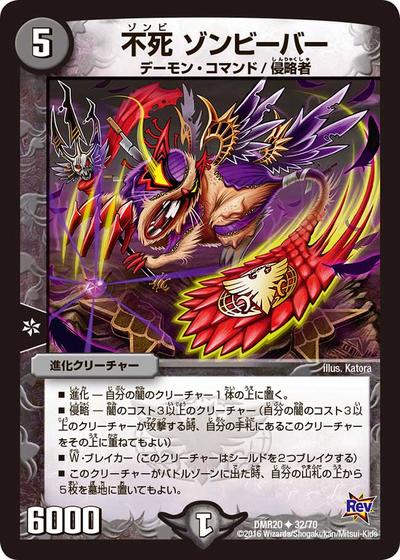 5
ゾンビ
不死 ゾンビーバー
しんりゃくしゃ
デーモン・コマンド / 侵略者
illus. Katora
進化クリーチャー
■ 進化 － 自分の闇のクリーチャー1体の上に置く。
■ 侵略 － 闇のコスト3以上のクリーチャー (自分の闇のコスト3以
上のクリーチャーが攻撃する時、自分の手札にあるこのクリーチャー
をその上に重ねてもよい)
■ W・ブレイカー (このクリーチャーはシールドを2つブレイクする)
■ このクリーチャーがバトルゾーンに出た時、自分の山札の上から
5枚を墓地に置いてもよい。
Rev
6000
1
DMR20 ◆ 32/70
©2016 Wizards/Shogakukan/Mitsui-Kids